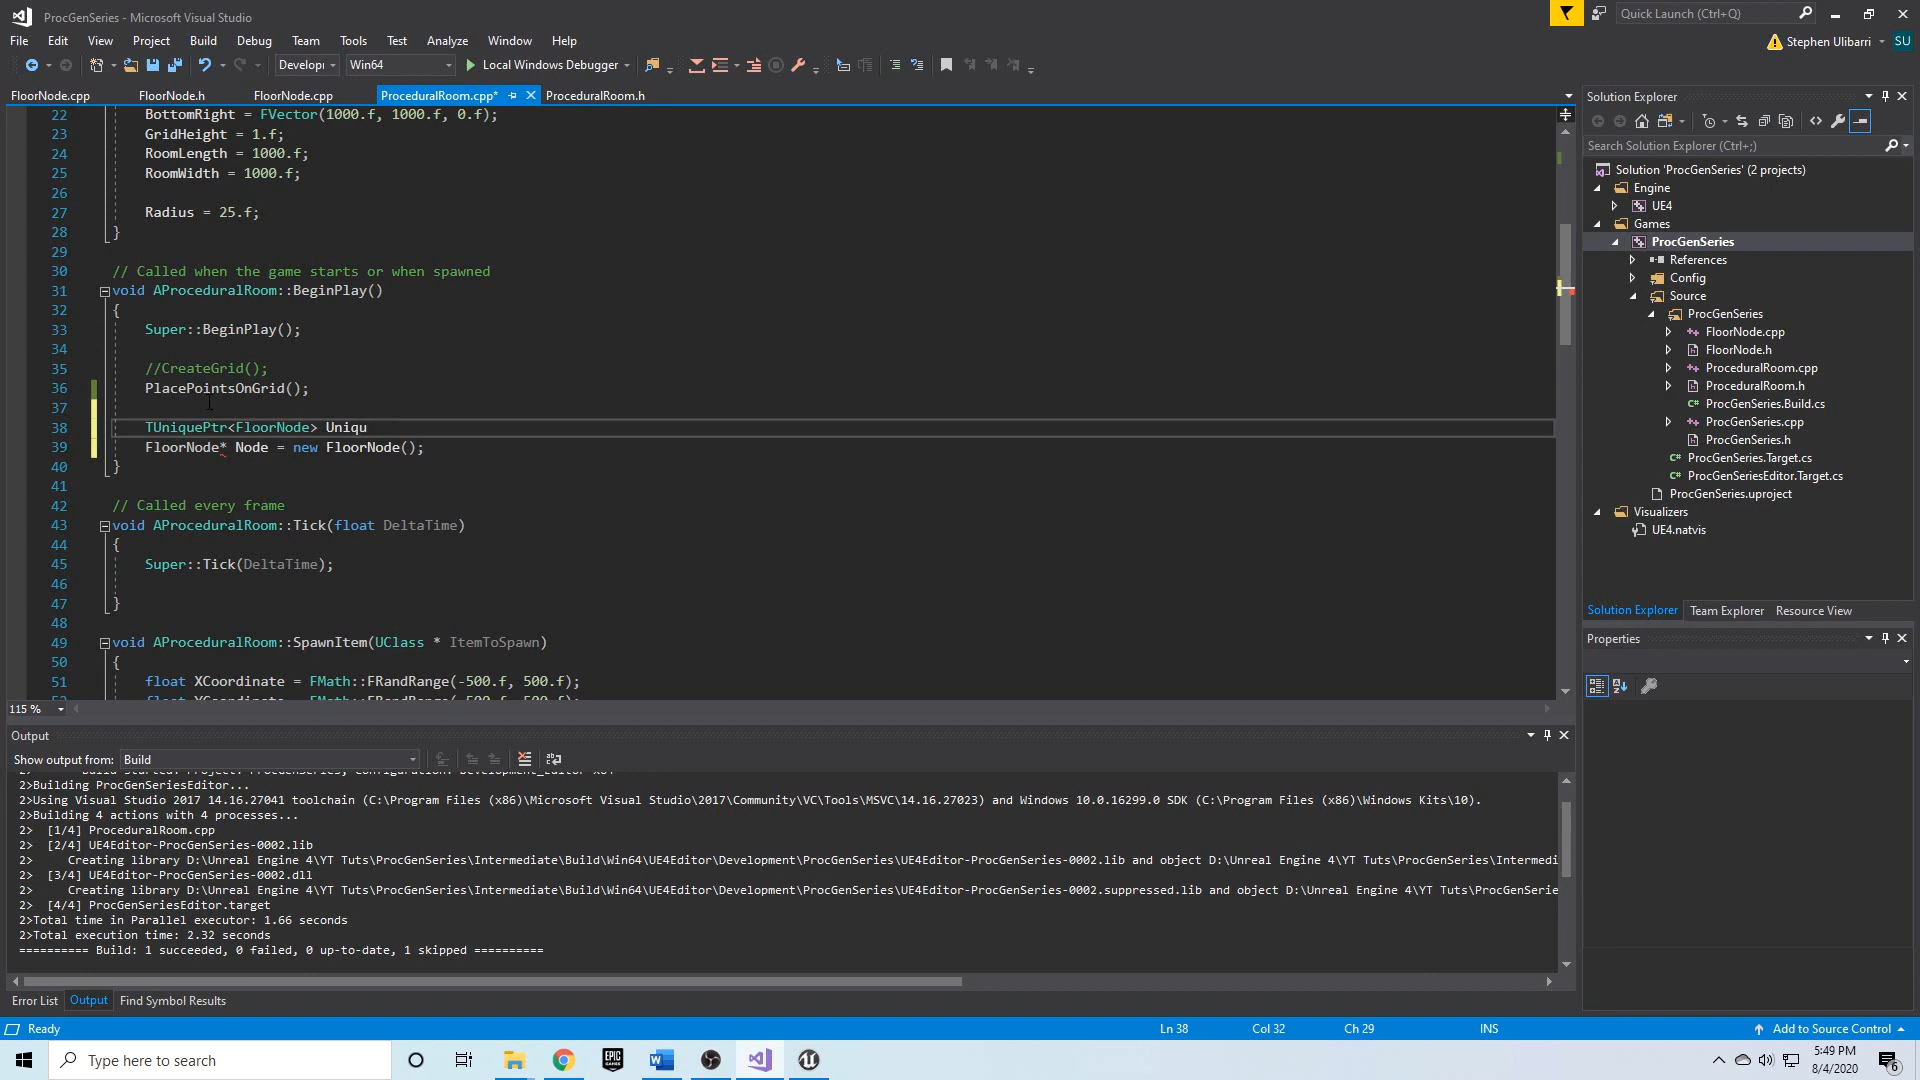 ProcGenSeries - Microsoft Visual Studio
Quick Launch (Ctrl+Q)
File Edit View Project Build Debug Team Tools Test Analyze Window Help
Stephen Ulibarri SU
Develop Win64 Local Windows Debugger
FloorNode.cpp FloorNode.h FloorNode.cpp ProceduralRoom.cpp* ProceduralRoom.h
22 BottomRight = FVector(1000.f, 1000.f, 0.f);
23 GridHeight = 1.f;
24 RoomLength = 1000.f;
25 RoomWidth = 1000.f;
26
27 Radius = 25.f;
28 }
29
30 // Called when the game starts or when spawned
31 void AProceduralRoom::BeginPlay()
32 {
33 Super::BeginPlay();
34
35 //CreateGrid();
36 PlacePointsOnGrid();
37
38 TUniquePtr<FloorNode> Uniqu
39 FloorNode* Node = new FloorNode();
40 }
41
42 // Called every frame
43 void AProceduralRoom::Tick(float DeltaTime)
44 {
45 Super::Tick(DeltaTime);
46
47 }
48
49 void AProceduralRoom::SpawnItem(UClass * ItemToSpawn)
50 {
51 float XCoordinate = FMath::FRandRange(-500.f, 500.f);
115 %
Solution Explorer
Search Solution Explorer (Ctrl+;)
Solution 'ProcGenSeries' (2 projects)
Engine
UE4
Games
ProcGenSeries
References
Config
Source
ProcGenSeries
FloorNode.cpp
FloorNode.h
ProceduralRoom.cpp
ProceduralRoom.h
ProcGenSeries.Build.cs
ProcGenSeries.cpp
ProcGenSeries.h
ProcGenSeries.Target.cs
ProcGenSeriesEditor.Target.cs
ProcGenSeries.uproject
Visualizers
UE4.natvis
Solution Explorer Team Explorer Resource View
Properties
Output
Show output from: Build
2>Building ProcGenSeriesEditor...
2>Using Visual Studio 2017 14.16.27041 toolchain (C:\Program Files (x86)\Microsoft Visual Studio\2017\Community\VC\Tools\MSVC\14.16.27023) and Windows 10.0.16299.0 SDK (C:\Program Files (x86)\Windows Kits\10).
2>Building 4 actions with 4 processes...
2> [1/4] ProceduralRoom.cpp
2> [2/4] UE4Editor-ProcGenSeries-0002.lib
2> Creating library D:\Unreal Engine 4\YT Tuts\ProcGenSeries\Intermediate\Build\Win64\UE4Editor\Development\ProcGenSeries\UE4Editor-ProcGenSeries-0002.lib and object D:\Unreal Engine 4\YT Tuts\ProcGenSeries\Intermedi
2> [3/4] UE4Editor-ProcGenSeries-0002.dll
2> Creating library D:\Unreal Engine 4\YT Tuts\ProcGenSeries\Intermediate\Build\Win64\UE4Editor\Development\ProcGenSeries\UE4Editor-ProcGenSeries-0002.suppressed.lib and object D:\Unreal Engine 4\YT Tuts\ProcGenSerie
2> [4/4] ProcGenSeriesEditor.target
2>Total time in Parallel executor: 1.66 seconds
2>Total execution time: 2.32 seconds
========== Build: 1 succeeded, 0 failed, 0 up-to-date, 1 skipped ==========
Error List Output Find Symbol Results
Ready Ln 38 Col 32 Ch 29 INS Add to Source Control
Type here to search
EPIC GAMES
5:49 PM
8/4/2020
6